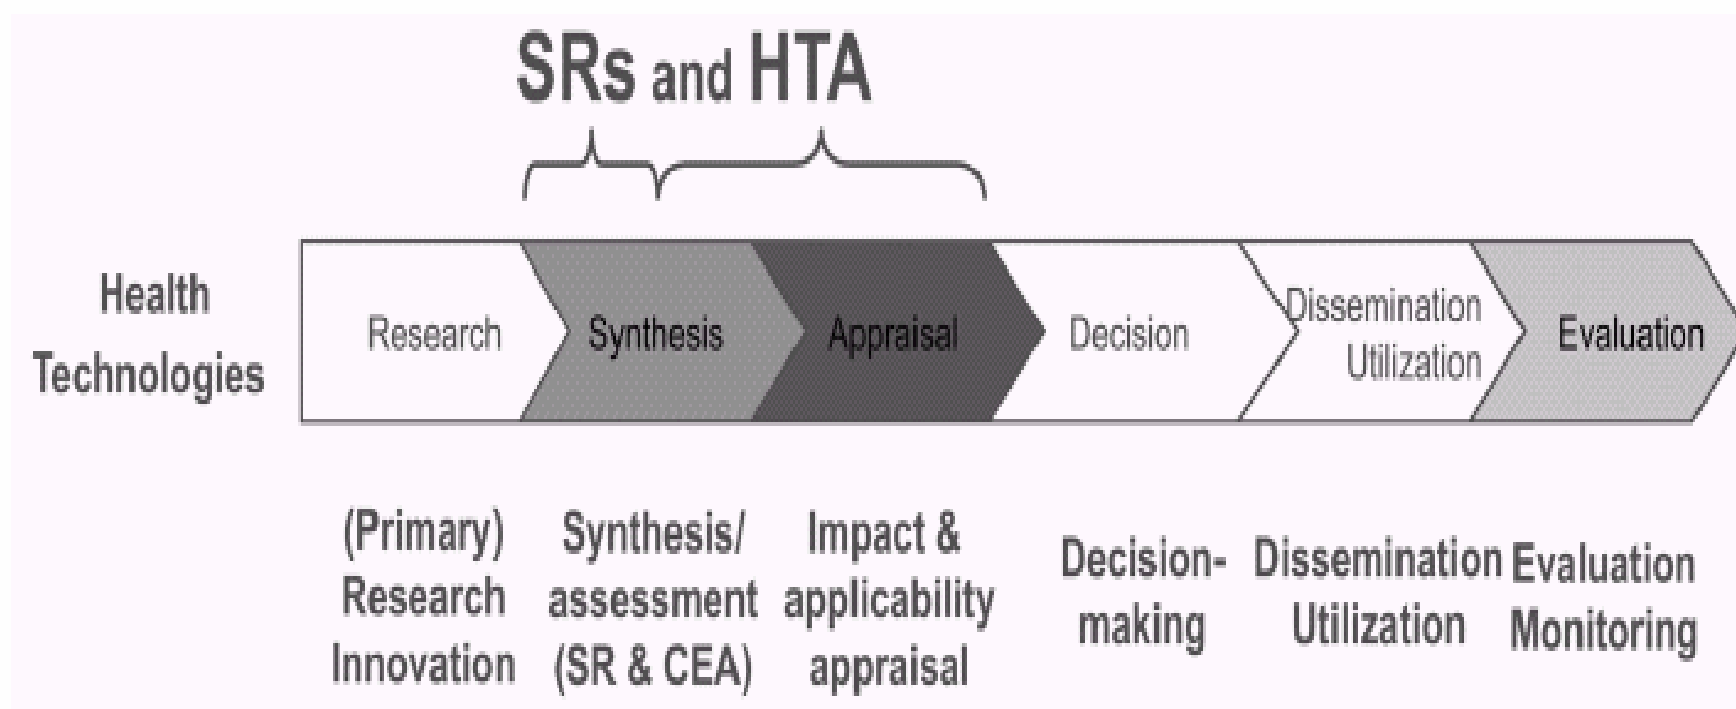 SRs and HTA
Health
Technologies
Research
Synthesis
Appraisal
Decision
Dissemination
Utilization
Evaluation
(Primary)
Research
Innovation
Synthesis/
assessment
(SR & CEA)
Impact &
applicability
appraisal
Decision-
making
Dissemination
Utilization
Evaluation
Monitoring